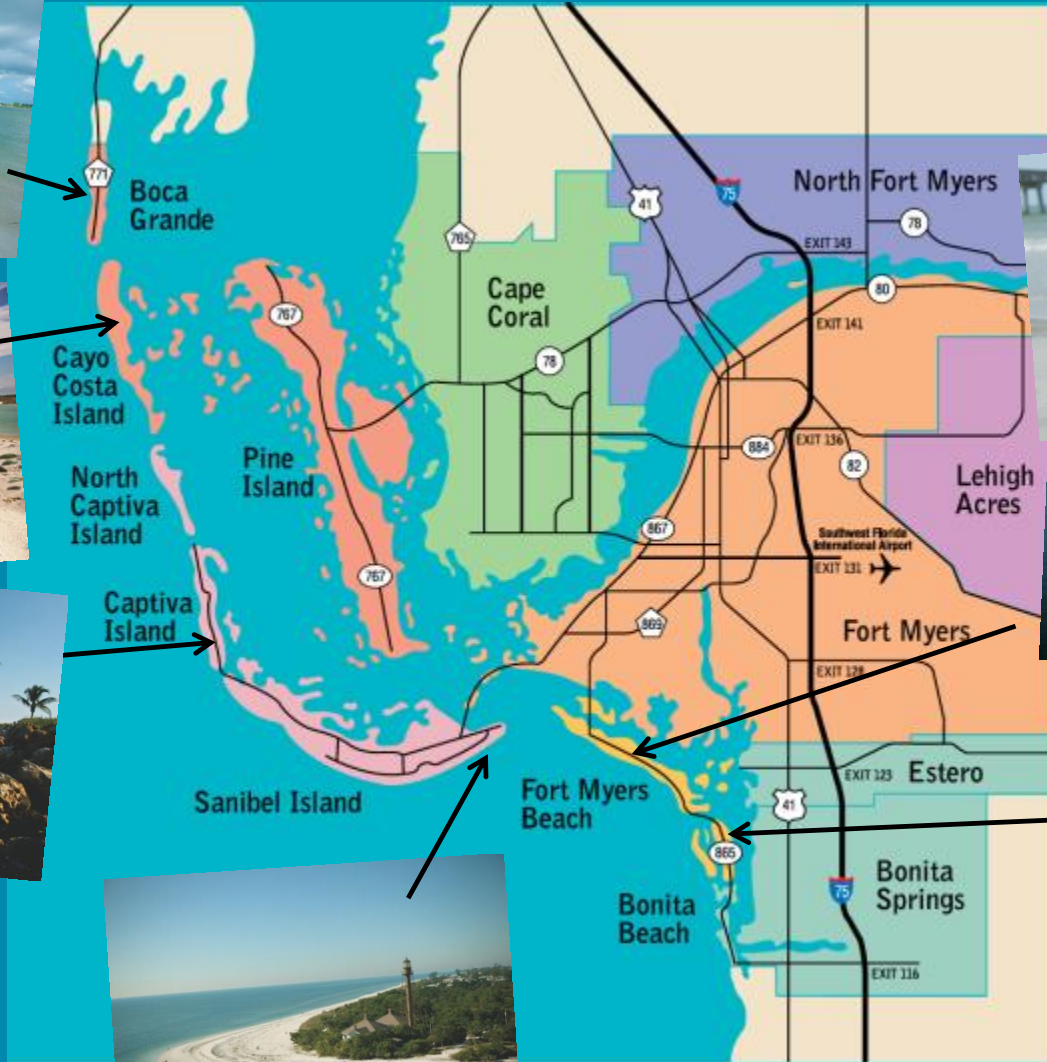 771
Boca
Grande
765
41
75
North Fort Myers
78
EXIT 143
80
767
Cape
Coral
EXIT 141
Cayo
Costa
Island
78
884
EXIT 136
82
Pine
Island
North
Captiva
Island
Lehigh
Acres
867
Southwest Florida
International Airport
EXIT 131
767
Captiva
Island
869
Fort Myers
EXIT 128
Sanibel Island
Fort Myers
Beach
EXIT 123
Estero
41
865
75
Bonita
Springs
Bonita
Beach
EXIT 116